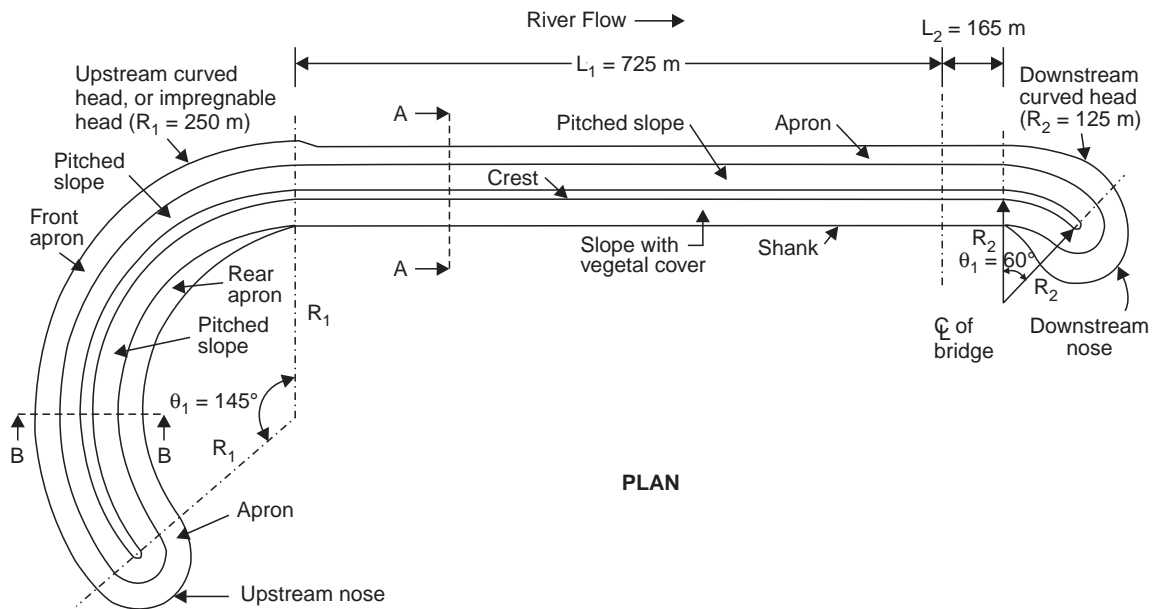 River Flow
L₂ = 165 m
L₁ = 725 m
Upstream curved
head, or impregnable
head (R₁ = 250 m)
Downstream
curved head
(R₂ = 125 m)
A
Pitched slope
Apron
Pitched
slope
Crest
Front
apron
A
Slope with
vegetal cover
Shank
R₂
θ₁ = 60°
R₂
Rear
apron
R₁
Pitched
slope
℄ of
bridge
Downstream
nose
θ₁ = 145°
R₁
B
B
PLAN
Apron
Upstream nose